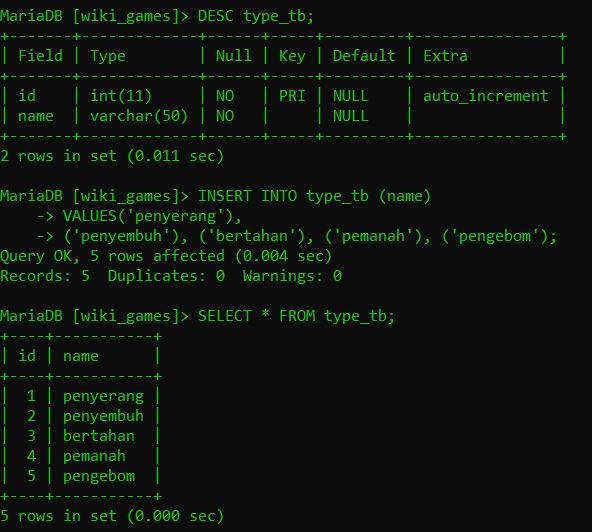 MariaDB [wiki_games]> DESC type_tb;
+-------+-------------+------+-----+---------+----------------+
| Field | Type        | Null | Key | Default | Extra          |
+-------+-------------+------+-----+---------+----------------+
| id    | int(11)     | NO   | PRI | NULL    | auto_increment |
| name  | varchar(50) | NO   |     | NULL    |                |
+-------+-------------+------+-----+---------+----------------+
2 rows in set (0.011 sec)

MariaDB [wiki_games]> INSERT INTO type_tb (name)
    -> VALUES('penyerang'),
    -> ('penyembuh'), ('bertahan'), ('pemanah'), ('pengebom');
Query OK, 5 rows affected (0.004 sec)
Records: 5  Duplicates: 0  Warnings: 0

MariaDB [wiki_games]> SELECT * FROM type_tb;
+----+-----------+
| id | name      |
+----+-----------+
|  1 | penyerang |
|  2 | penyembuh |
|  3 | bertahan  |
|  4 | pemanah   |
|  5 | pengebom  |
+----+-----------+
5 rows in set (0.000 sec)